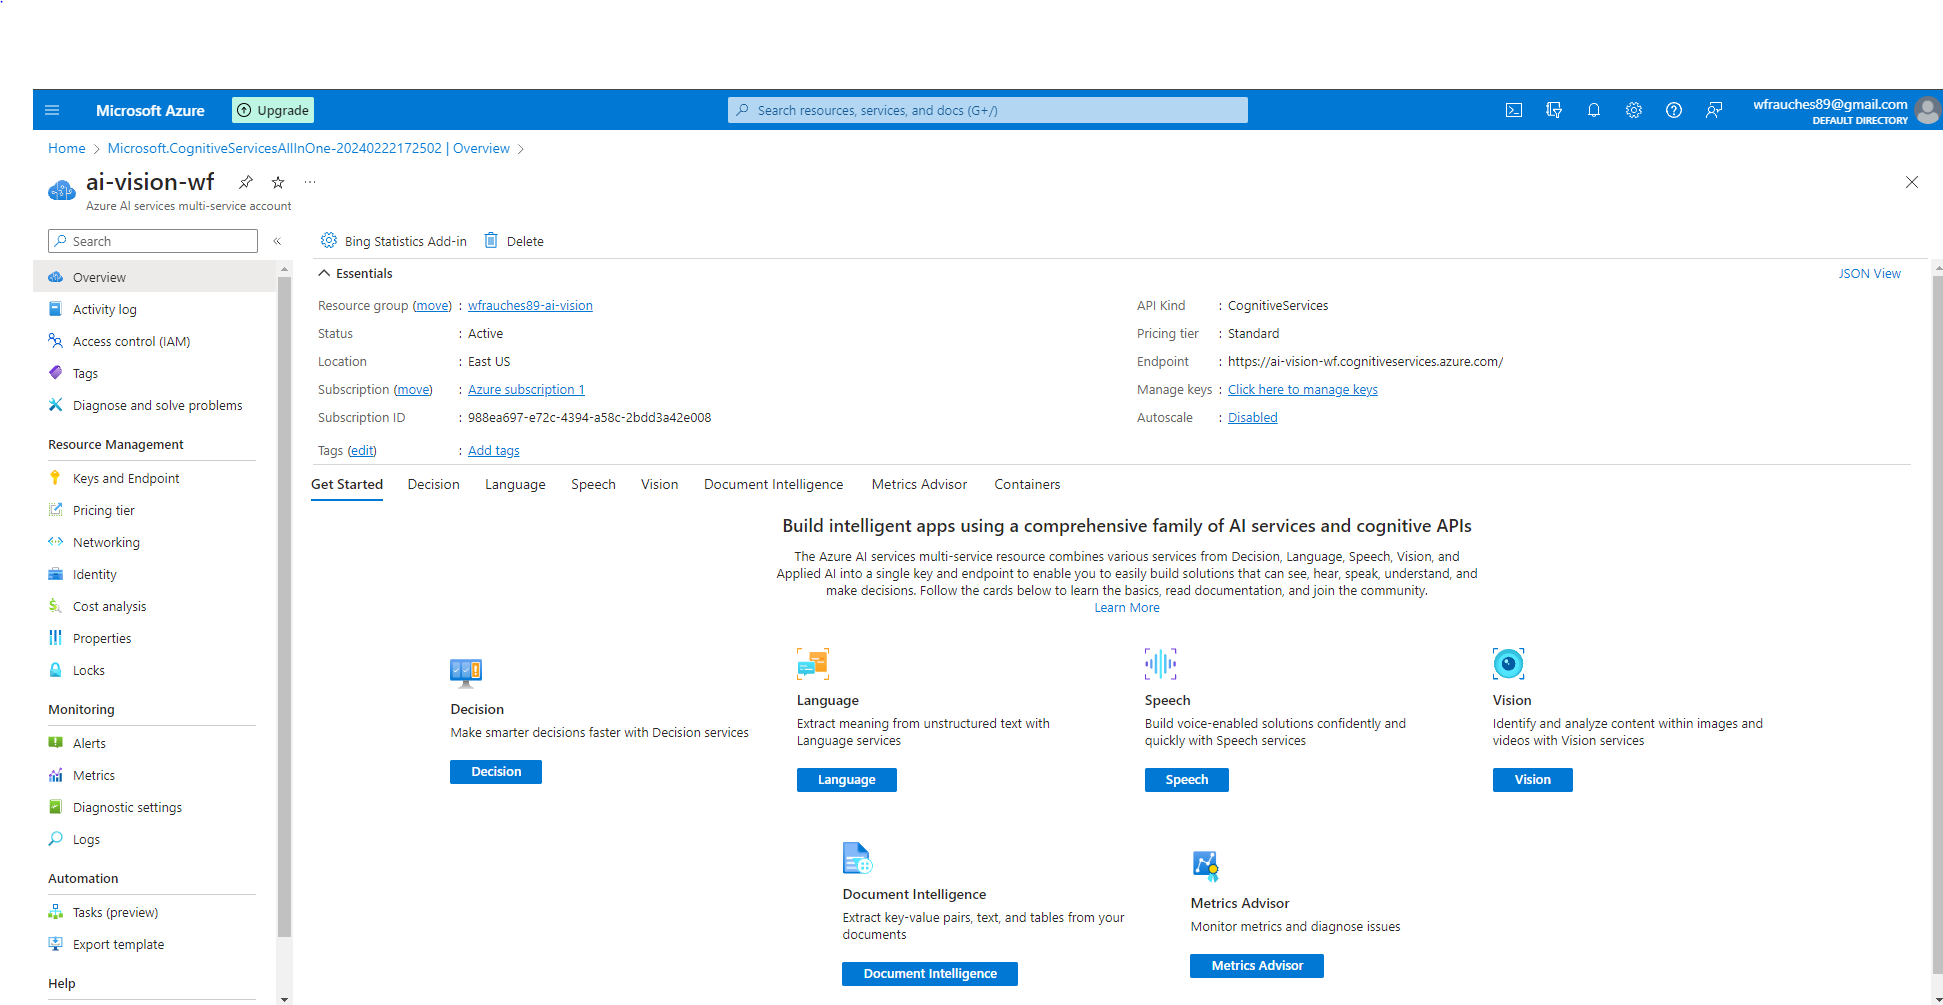 Microsoft Azure
Upgrade
Search resources, services, and docs (G+/)
wfrauches89@gmail.com
DEFAULT DIRECTORY
Home > Microsoft.CognitiveServicesAllInOne-20240222172502 | Overview >
ai-vision-wf
Azure AI services multi-service account
Search
Overview
Activity log
Access control (IAM)
Tags
Diagnose and solve problems
Resource Management
Keys and Endpoint
Pricing tier
Networking
Identity
Cost analysis
Properties
Locks
Monitoring
Alerts
Metrics
Diagnostic settings
Logs
Automation
Tasks (preview)
Export template
Help
Bing Statistics Add-in
Delete
Essentials
JSON View
Resource group (move) : wfrauches89-ai-vision
Status : Active
Location : East US
Subscription (move) : Azure subscription 1
Subscription ID : 988ea697-e72c-4394-a58c-2bdd3a42e008
Tags (edit) : Add tags
API Kind : CognitiveServices
Pricing tier : Standard
Endpoint : https://ai-vision-wf.cognitiveservices.azure.com/
Manage keys : Click here to manage keys
Autoscale : Disabled
Get Started Decision Language Speech Vision Document Intelligence Metrics Advisor Containers
Build intelligent apps using a comprehensive family of AI services and cognitive APIs
The Azure AI services multi-service resource combines various services from Decision, Language, Speech, Vision, and
Applied AI into a single key and endpoint to enable you to easily build solutions that can see, hear, speak, understand, and
make decisions. Follow the cards below to learn the basics, read documentation, and join the community.
Learn More
Decision
Make smarter decisions faster with Decision services
Decision
Language
Extract meaning from unstructured text with
Language services
Language
Speech
Build voice-enabled solutions confidently and
quickly with Speech services
Speech
Vision
Identify and analyze content within images and
videos with Vision services
Vision
Document Intelligence
Extract key-value pairs, text, and tables from your
documents
Document Intelligence
Metrics Advisor
Monitor metrics and diagnose issues
Metrics Advisor